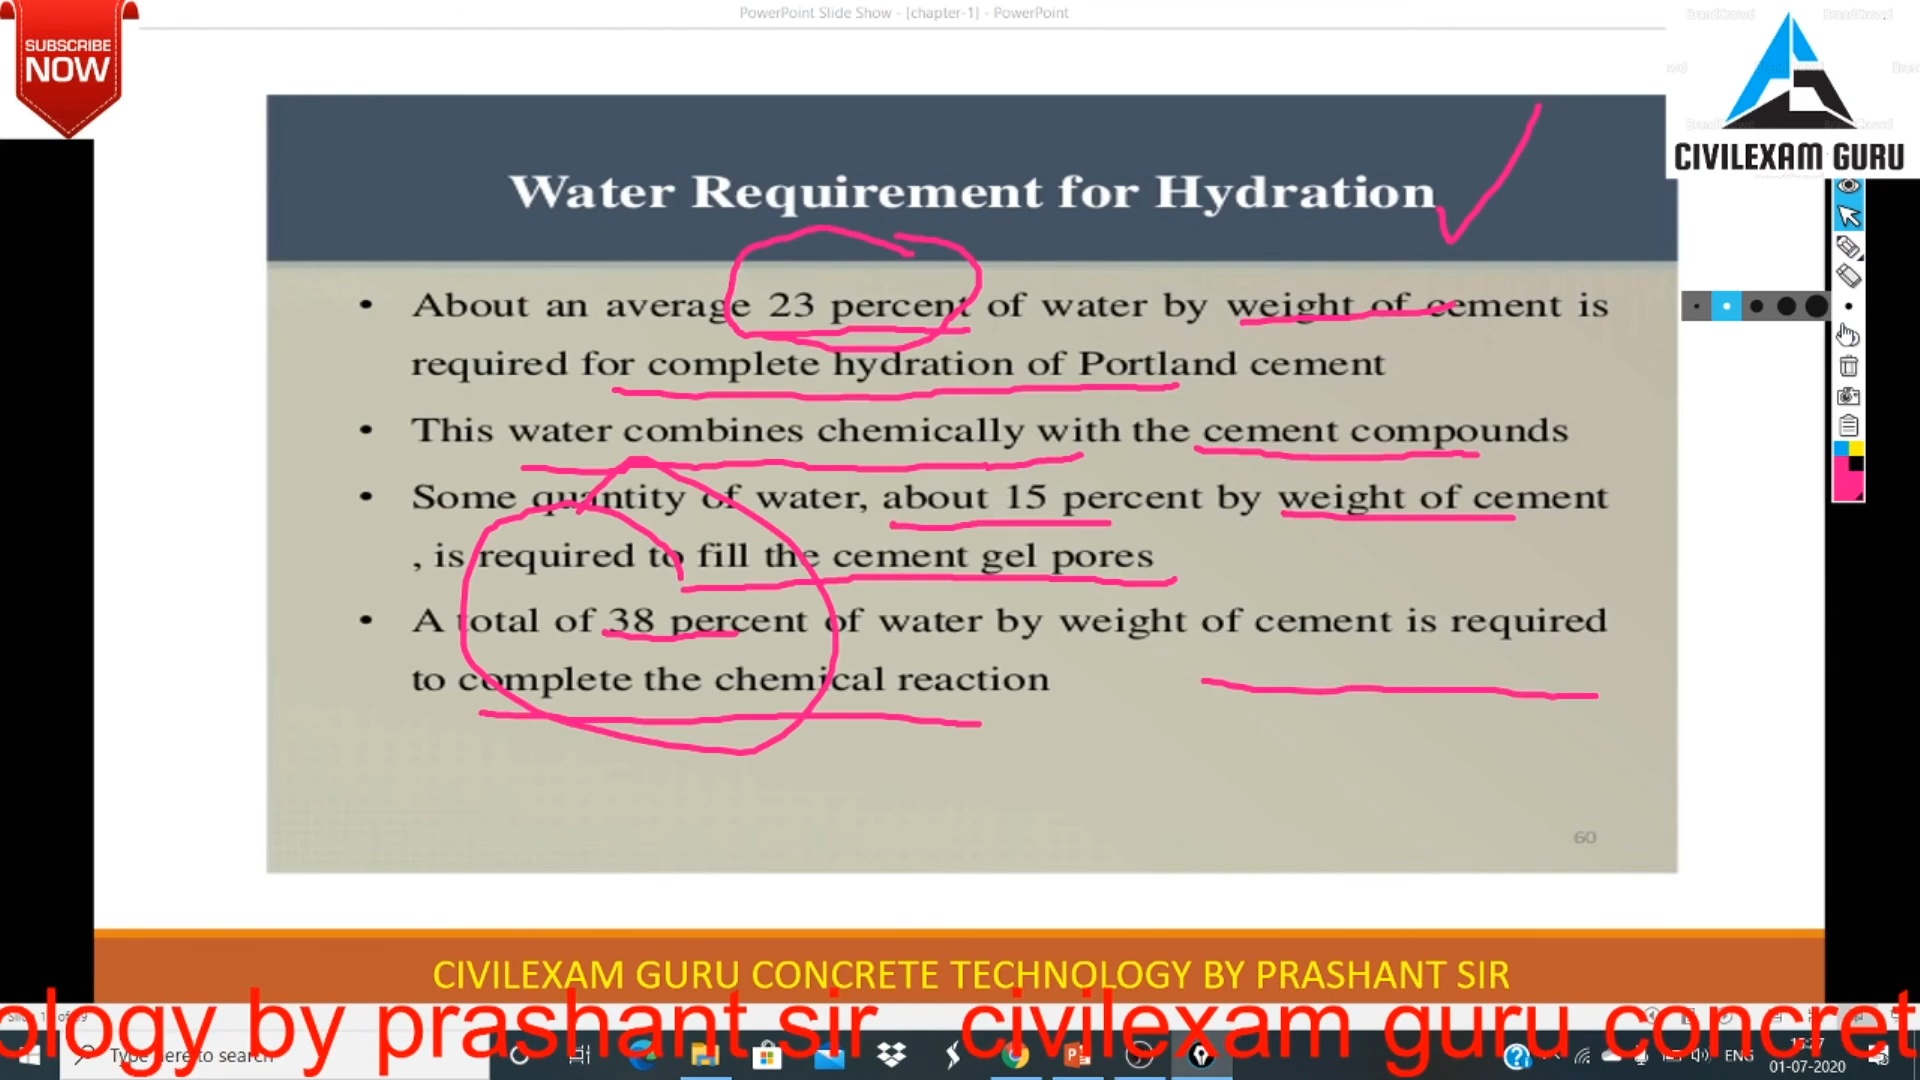 PowerPoint Slide Show - [chapter-1] - PowerPoint
SUBSCRIBE
NOW
CIVILEXAM GURU
Water Requirement for Hydration
• About an average 23 percent of water by weight of cement is
required for complete hydration of Portland cement
• This water combines chemically with the cement compounds
• Some quantity of water, about 15 percent by weight of cement
, is required to fill the cement gel pores
• A total of 38 percent of water by weight of cement is required
to complete the chemical reaction
60
CIVILEXAM GURU CONCRETE TECHNOLOGY BY PRASHANT SIR
ology by prashant sir civilexam guru concret
Type here to search
ENG
01-07-2020